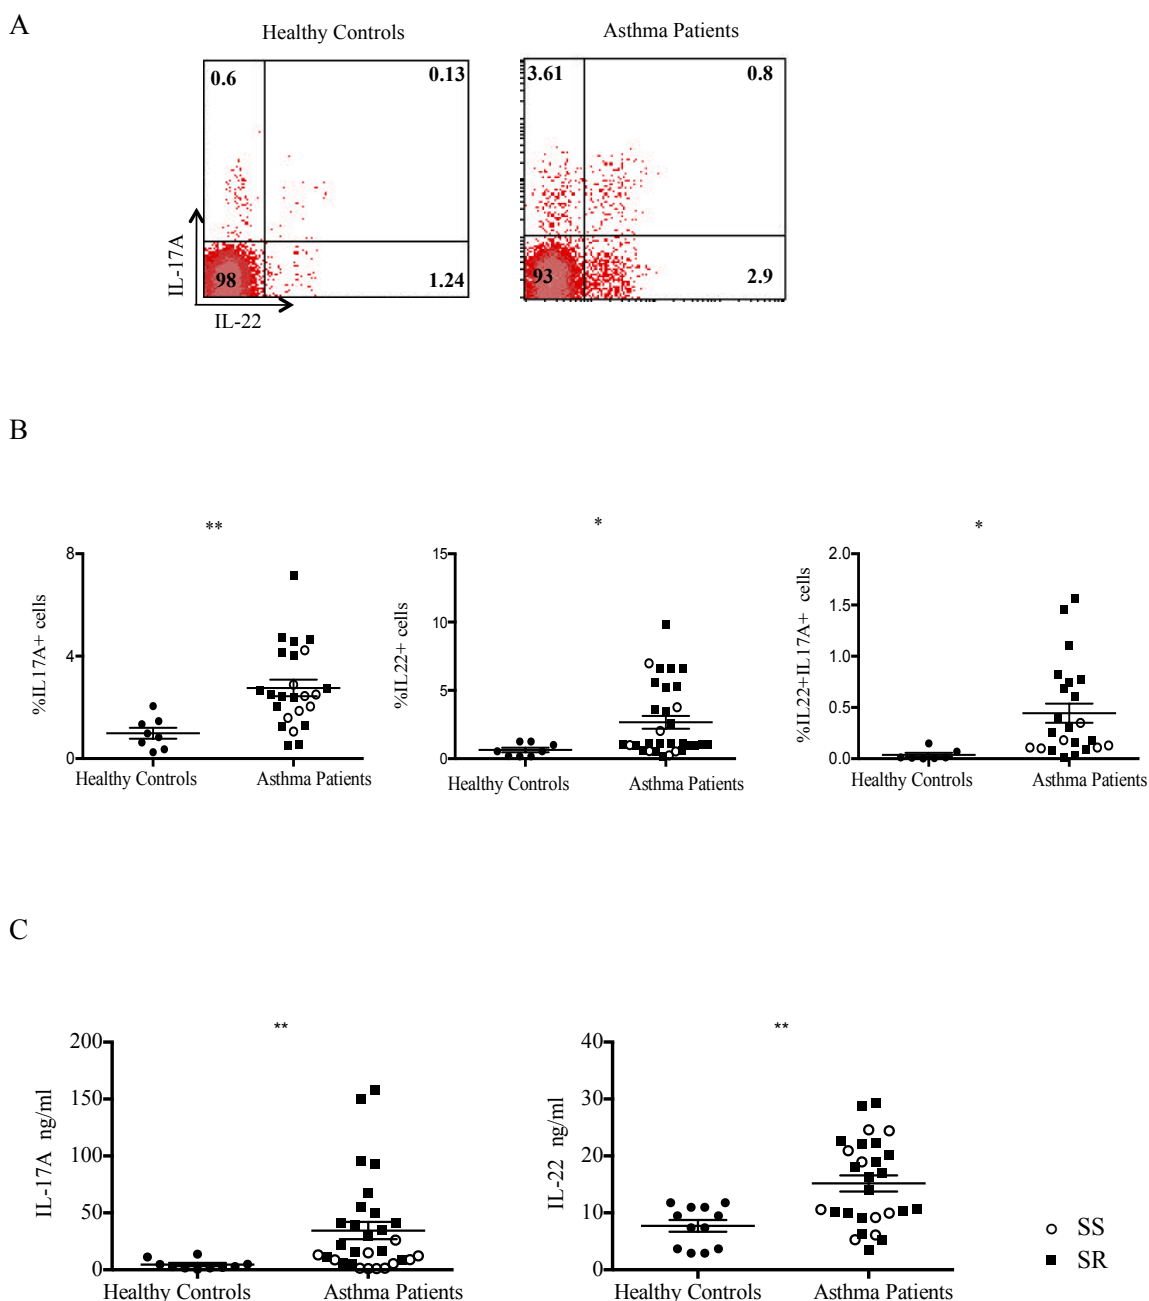 A
Healthy Controls
Asthma Patients
0.6
0.13
3.61
0.8
IL-17A
98
1.24
93
2.9
IL-22
B
**
*
*
8
4
0
%IL17A+ cells
Healthy Controls
Asthma Patients
15
10
5
0
%IL22+ cells
Healthy Controls
Asthma Patients
2.0
1.5
1.0
0.5
0.0
%IL22+IL17A+ cells
Healthy Controls
Asthma Patients
C
**
**
200
150
100
50
0
IL-17A ng/ml
Healthy Controls
Asthma Patients
40
30
20
10
0
IL-22 ng/ml
Healthy Controls
Asthma Patients
SS
SR